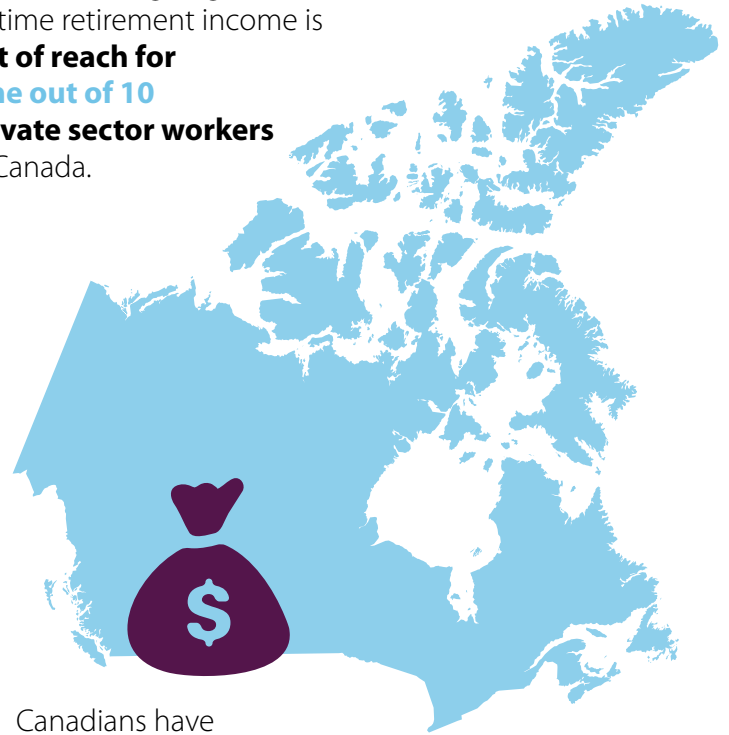 time retirement income is
t of reach for
ne out of 10
vate sector workers
Canada.
$
Canadians have